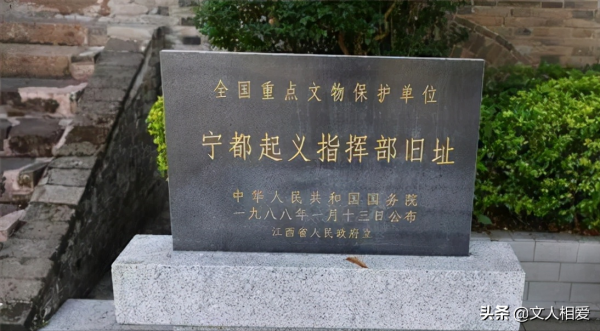 全国重点文物保护单位
宁都起义指挥部旧址
中华人民共和国国务院
一九八八年一月十三日公布
江西省人民政府立
头条 @文人相爱